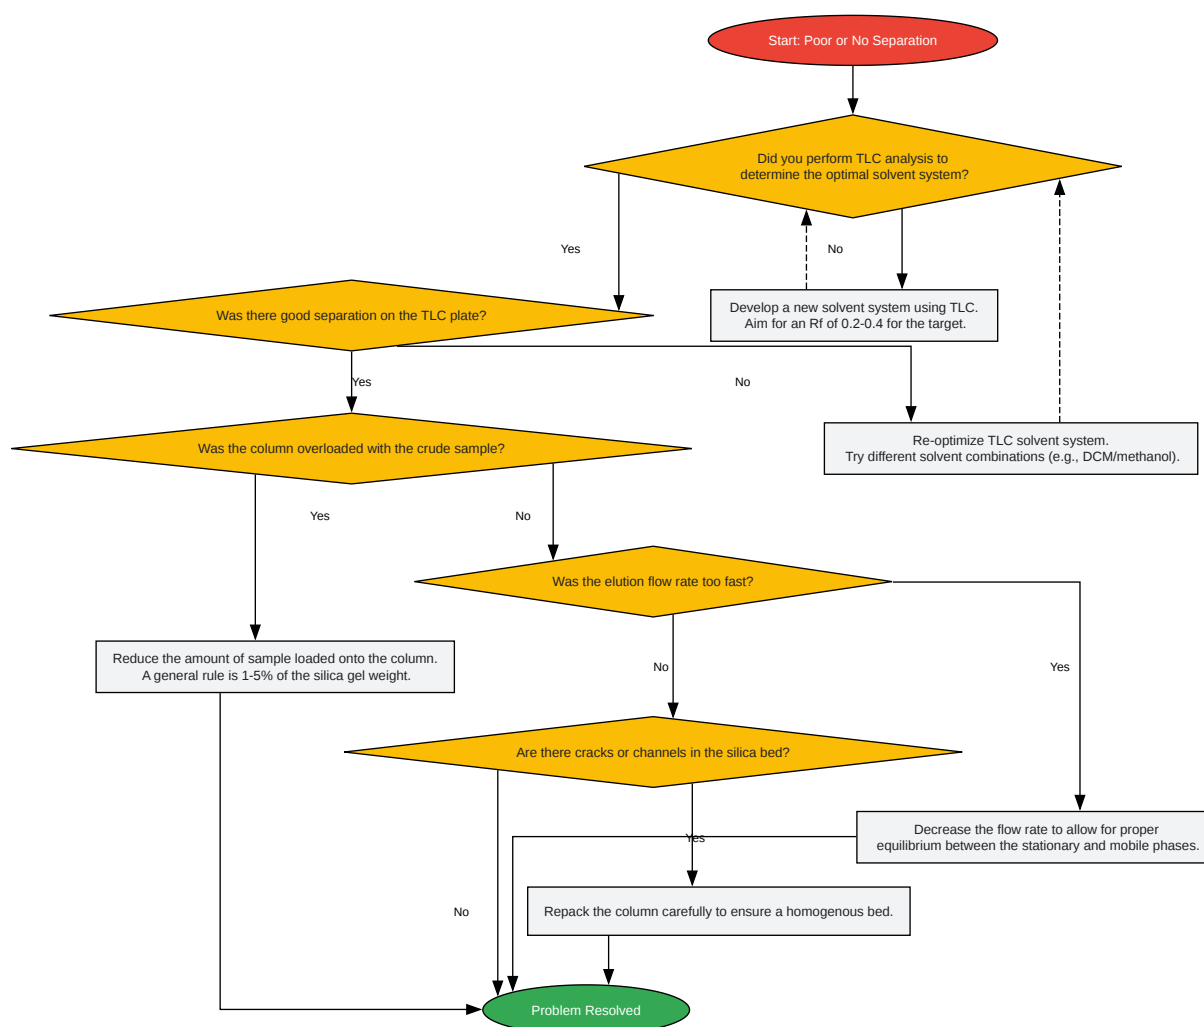 Start: Poor or No Separation
Did you perform TLC analysis to
determine the optimal solvent system?
Yes
No
Develop a new solvent system using TLC.
Aim for an Rf of 0.2-0.4 for the target.
Was there good separation on the TLC plate?
Yes
No
Re-optimize TLC solvent system.
Try different solvent combinations (e.g., DCM/methanol).
Was the column overloaded with the crude sample?
Yes
No
Was the elution flow rate too fast?
Reduce the amount of sample loaded onto the column.
A general rule is 1-5% of the silica gel weight.
No
Yes
Are there cracks or channels in the silica bed?
Decrease the flow rate to allow for proper
equilibrium between the stationary and mobile phases.
Yes
No
Repack the column carefully to ensure a homogenous bed.
Problem Resolved